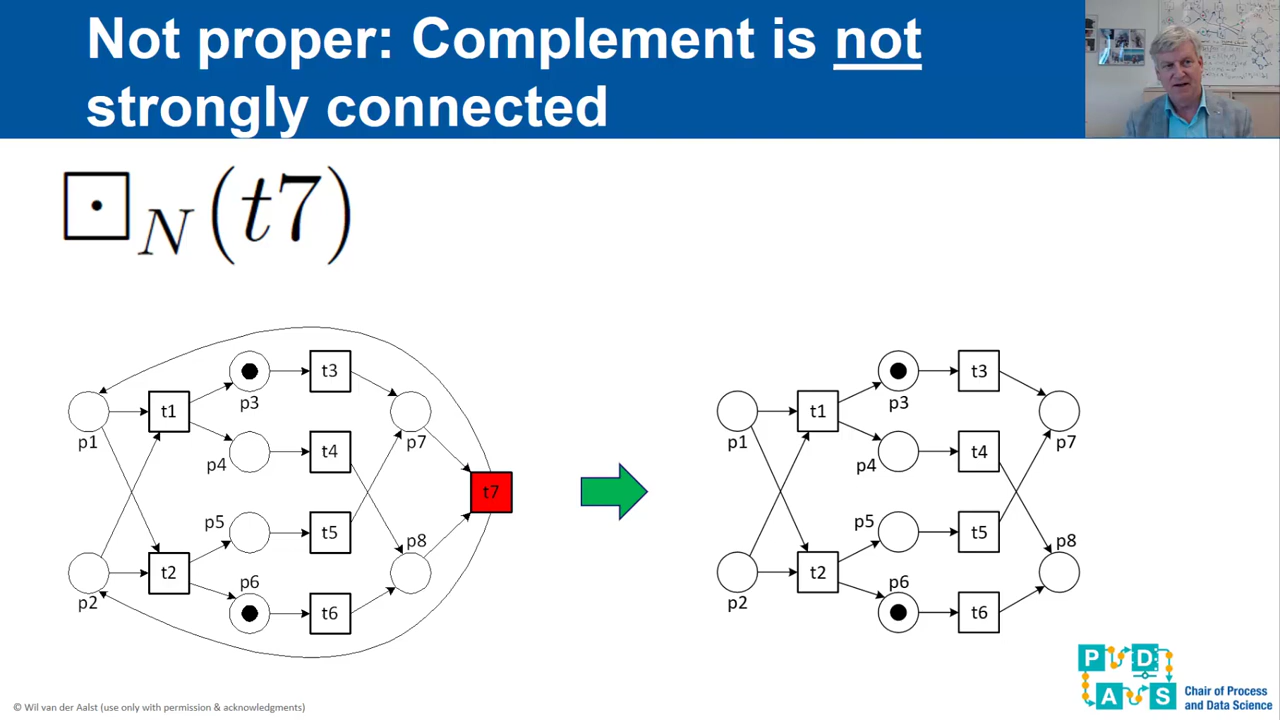 Not proper: Complement is not
strongly connected
⊡N(t7)
p1
p2
t1
t2
p3
p4
p5
p6
t3
t4
t5
t6
p7
p8
t7
p1
p2
t1
t2
p3
p4
p5
p6
t3
t4
t5
t6
p7
p8
P D
A S
Chair of Process
and Data Science
© Wil van der Aalst (use only with permission & acknowledgments)